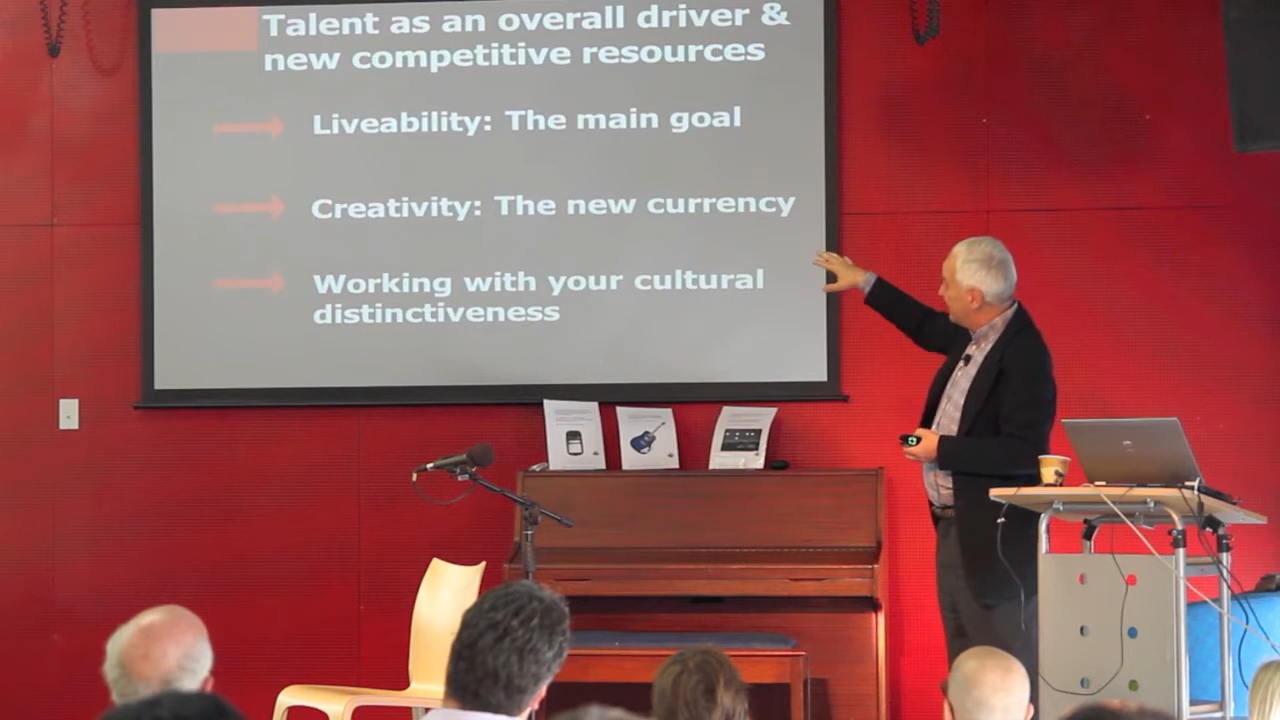 Talent as an overall driver &
new competitive resources
Liveability: The main goal
Creativity: The new currency
Working with your cultural
distinctiveness